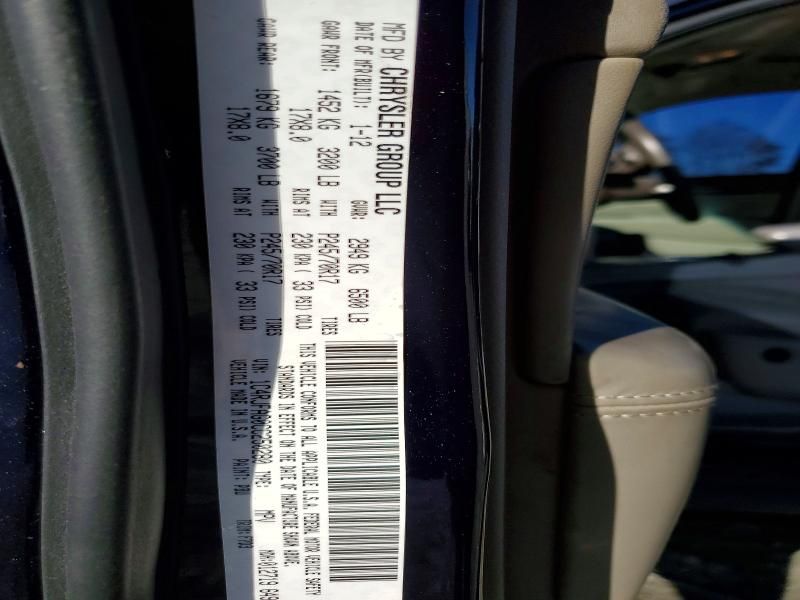 MFD BY CHRYSLER GROUP LLC
DATE OF MFR(BUILT): 1-12 GVWR: 2949 KG 6500 LB
GAWR FRONT: 1452 KG 3200 LB WITH P245/70R17 TIRES
17X8.0 RIMS AT 230 KPA( 33 PSI) COLD
GAWR REAR: 1679 KG 3700 LB WITH P245/70R17 TIRES
17X8.0 RIMS AT 230 KPA( 33 PSI) COLD
THIS VEHICLE CONFORMS TO ALL APPLICABLE U.S.A. FEDERAL MOTOR VEHICLE SAFETY
STANDARDS IN EFFECT ON THE DATE OF MANUFACTURE SHOWN ABOVE.
VIN: TYPE: MPV
VEHICLE MADE IN U.S.A. PAINT: